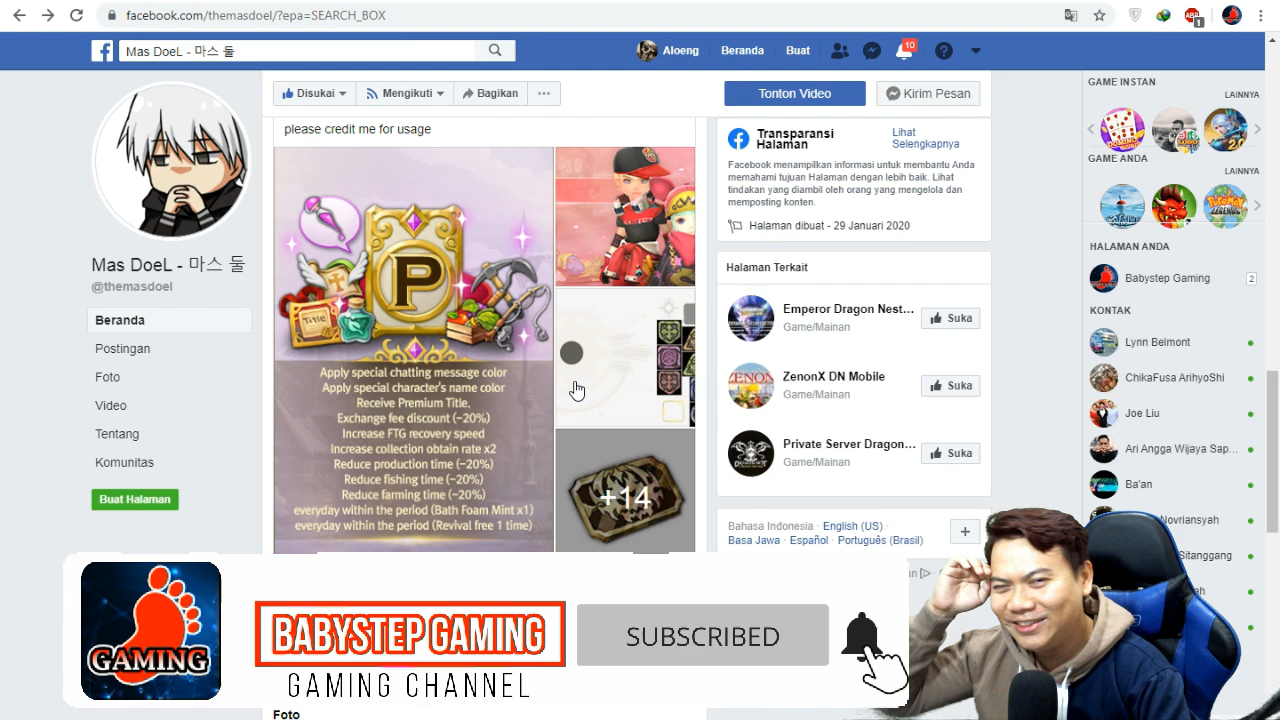 facebook.com/themasdoel/?epa=SEARCH_BOX
ABP
1
Mas DoeL - 마스 둘
Aloeng
Beranda
Buat
10
Disukai
Mengikuti
Bagikan
Tonton Video
Kirim Pesan
Mas DoeL - 마스 둘
@themasdoel
Beranda
Postingan
Foto
Video
Tentang
Komunitas
Buat Halaman
please credit me for usage
P
Title
Apply special chatting message color
Apply special character's name color
Receive Premium Title,
Exchange fee discount (-20%)
Increase FTG recovery speed
Increase collection obtain rate x2
Reduce production time (-20%)
Reduce fishing time (-20%)
Reduce farming time (-20%)
everyday within the period (Bath Foam Mint x1)
everyday within the period (Revival free 1 time)
+14
Foto
Transparansi
Halaman
Lihat
Selengkapnya
Facebook menampilkan informasi untuk membantu Anda
memahami tujuan Halaman dengan lebih baik. Lihat
tindakan yang diambil oleh orang yang mengelola dan
memposting konten.
Halaman dibuat - 29 Januari 2020
Halaman Terkait
Emperor Dragon Nest...
Game/Mainan
Suka
ZenonX DN Mobile
Game/Mainan
Suka
Private Server Dragon...
Game/Mainan
Suka
Bahasa Indonesia · English (US) ·
Basa Jawa · Español · Português (Brasil)
GAME INSTAN
LAINNYA
GAME ANDA
LAINNYA
HALAMAN ANDA
Babystep Gaming
2
KONTAK
Lynn Belmont
ChikaFusa ArihyoShi
Joe Liu
Ari Angga Wijaya Sap...
Ba'an
Novriansyah
Sitanggang
GAMING
BABYSTEP GAMING
GAMING CHANNEL
SUBSCRIBED